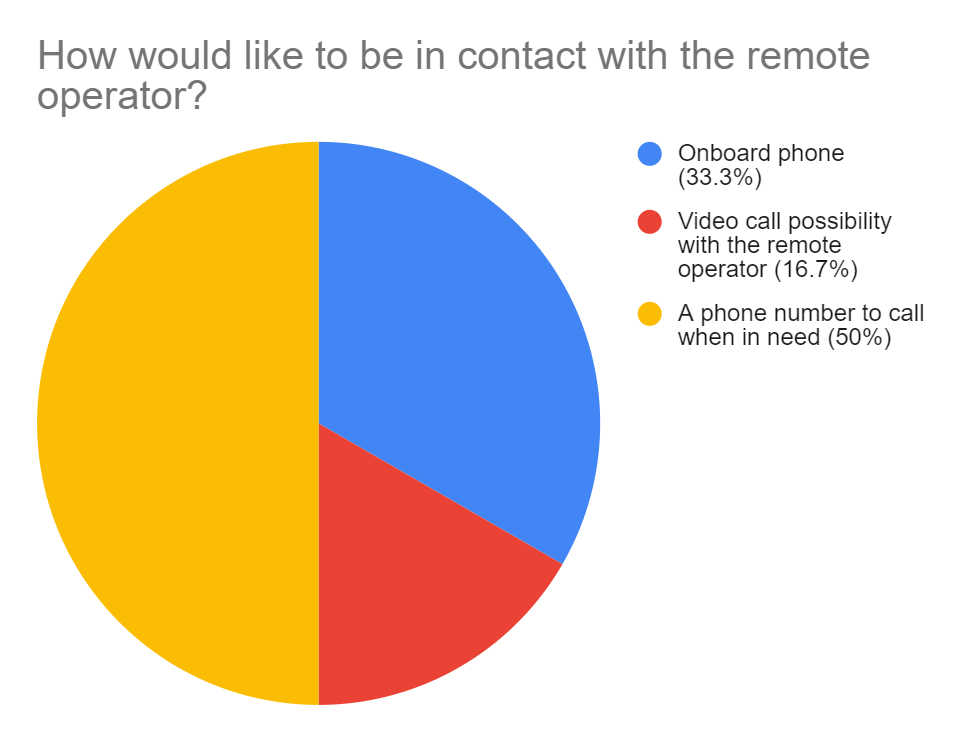 How would like to be in contact with the remote
operator?
Onboard phone
(33.3%)
Video call possibility
with the remote
operator (16.7%)
A phone number to call
when in need (50%)